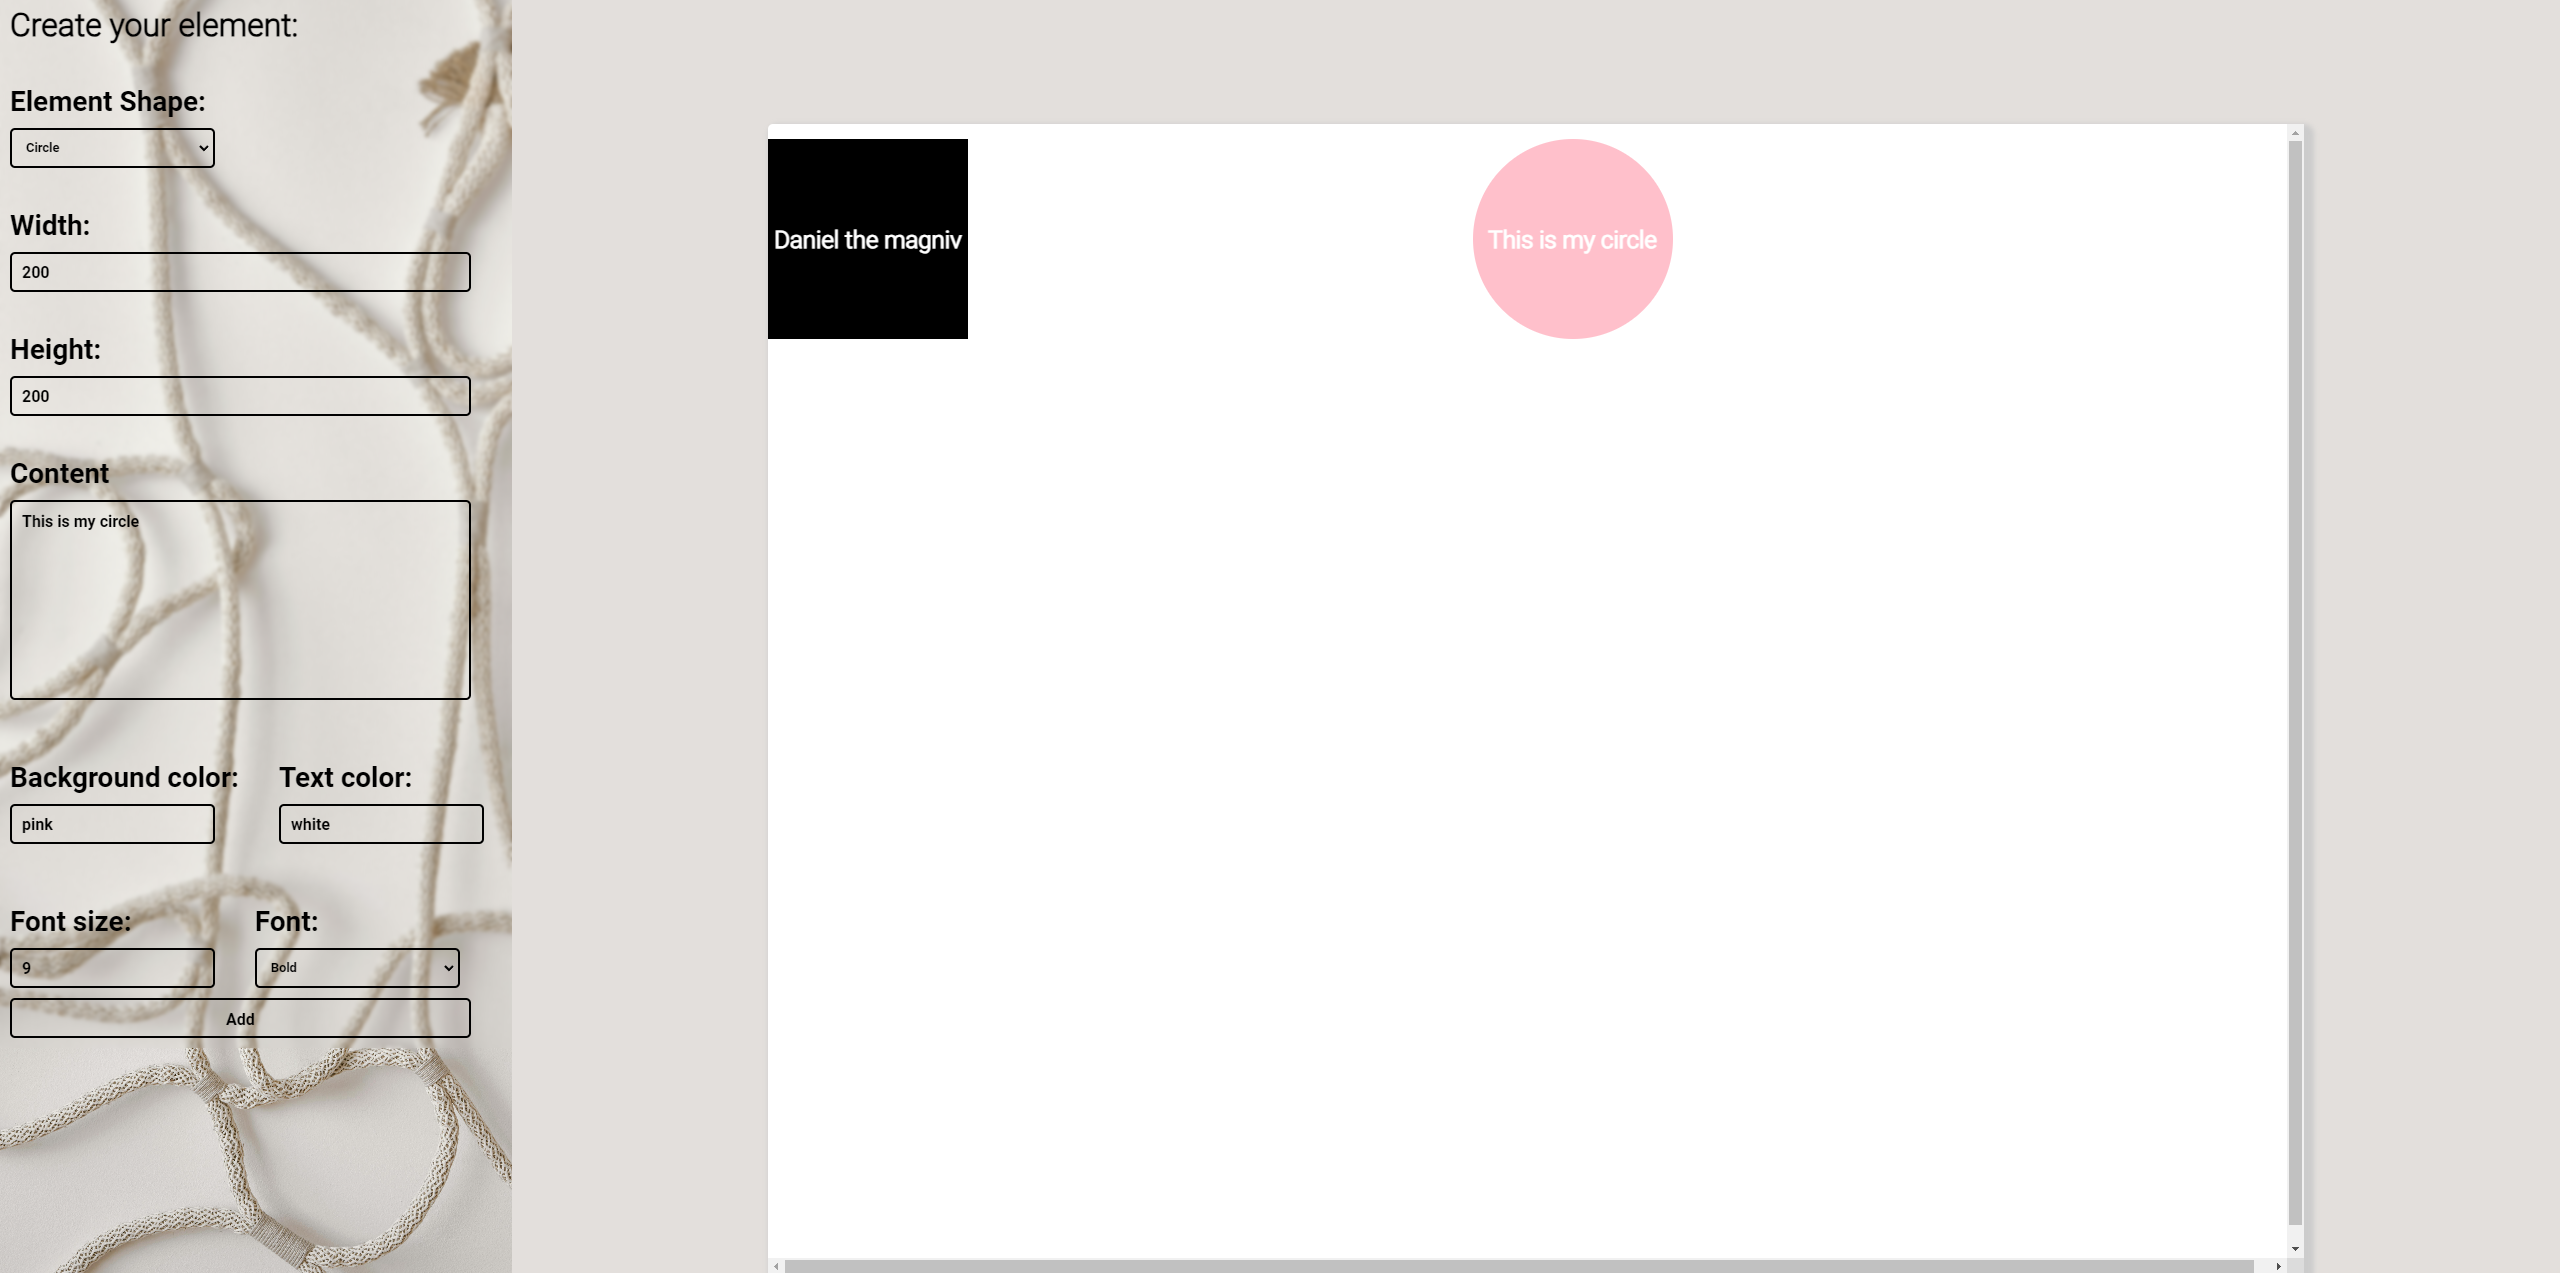 Create your element:
Element Shape:
Circle
Width:
200
Height:
200
Content
This is my circle
Background color:
Text color:
pink
white
Font size:
Font:
9
Bold
Add
Daniel the magniv
This is my circle